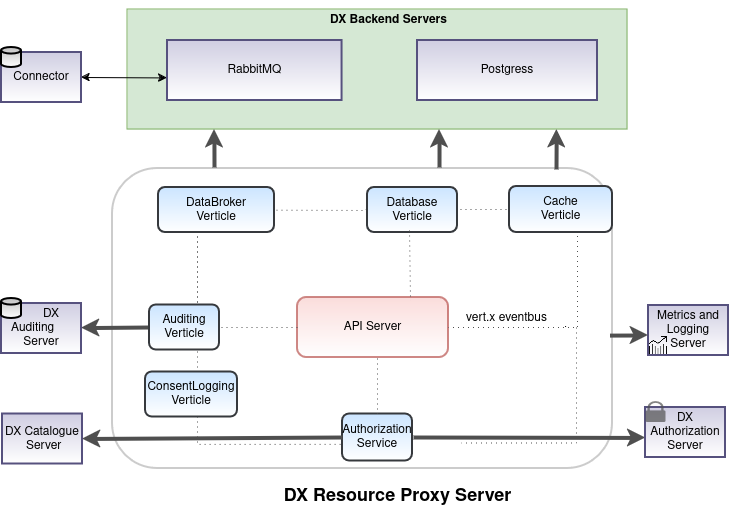 DX Backend Servers
Connector
RabbitMQ
Postgress
DataBroker
Verticle
Database
Verticle
Cache
Verticle
DX
Auditing
Server
Auditing
Verticle
API Server
vert.x eventbus
Metrics and
Logging
Server
ConsentLogging
Verticle
DX Catalogue
Server
Authorization
Service
DX
Authorization
Server
DX Resource Proxy Server